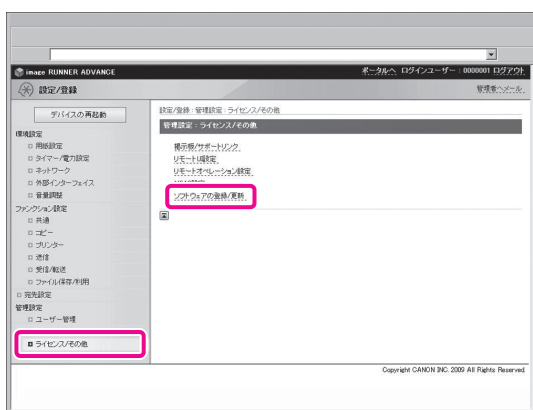 image RUNNER ADVANCE
ポータルへ ログインユーザー : 0000001 ログアウト
設定/登録
管理者へメール
デバイスの再起動
環境設定
用紙設定
タイマー/電力設定
ネットワーク
外部インターフェイス
音量調整
ファンクション設定
共通
コピー
プリンター
送信
受信/転送
ファイル保存/利用
宛先設定
管理設定
ユーザー管理
ライセンス/その他
設定/登録 : 管理設定 : ライセンス/その他
管理設定 : ライセンス/その他
掲示板/サポートリンク
リモートUI設定
リモートオペレーション設定
ソフトウェアの登録/更新
Copyright CANON INC. 2009 All Rights Reserved